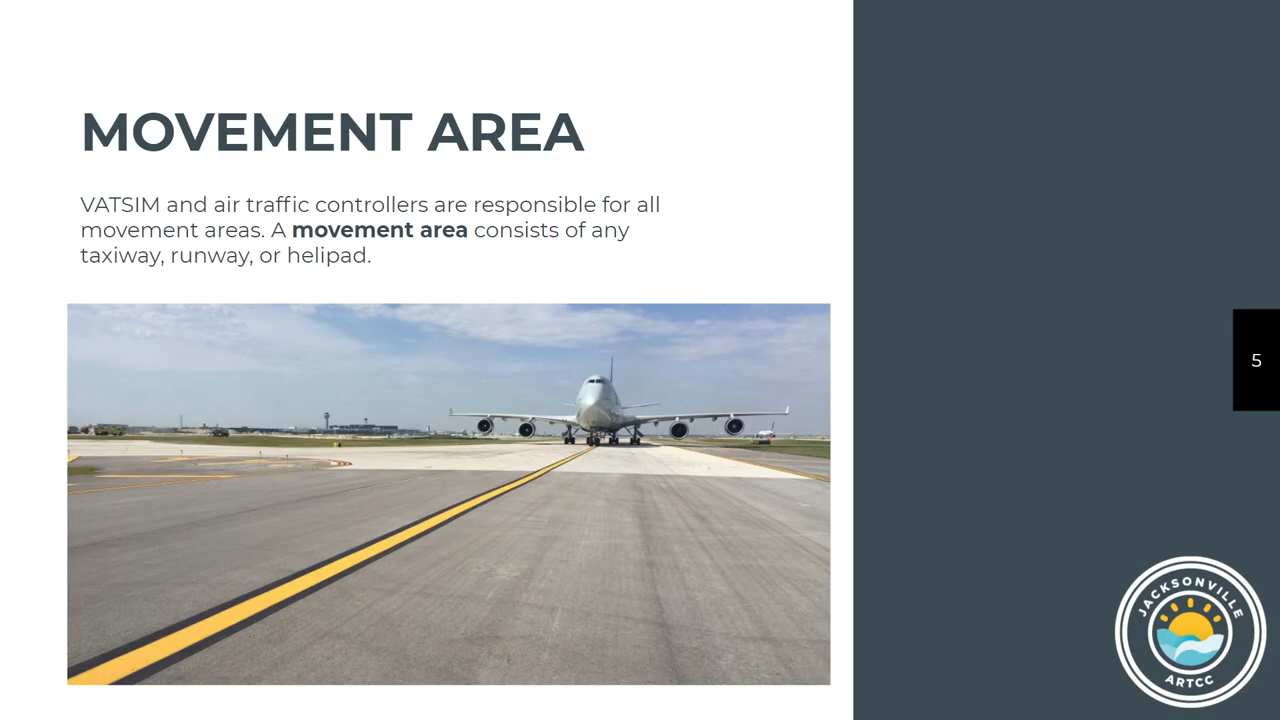 MOVEMENT AREA
VATSIM and air traffic controllers are responsible for all
movement areas. A movement area consists of any
taxiway, runway, or helipad.
5
JACKSONVILLE
ARTCC